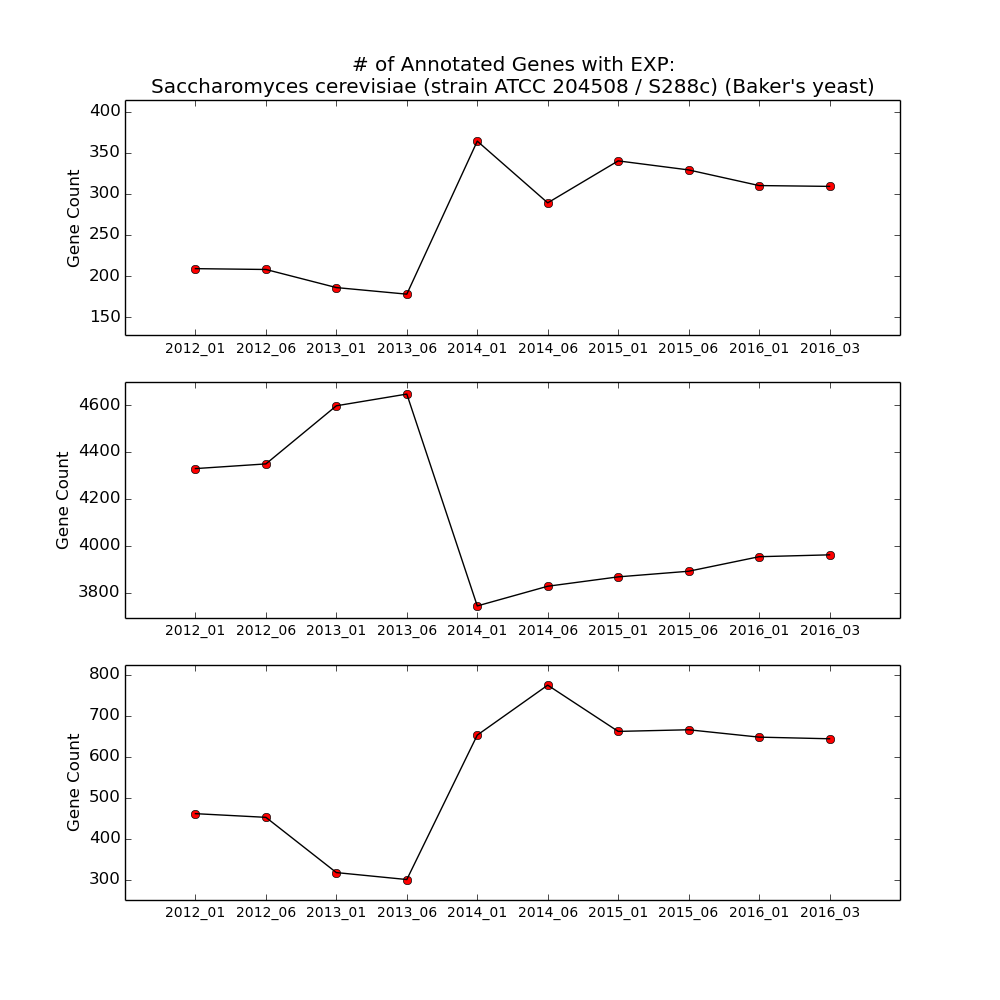 # of Annotated Genes with EXP:
Saccharomyces cerevisiae (strain ATCC 204508 / S288c) (Baker's yeast)
400
350
300
250
200
150
Gene Count
2012_01 2012_06 2013_01 2013_06 2014_01 2014_06 2015_01 2015_06 2016_01 2016_03
4600
4400
4200
4000
3800
Gene Count
2012_01 2012_06 2013_01 2013_06 2014_01 2014_06 2015_01 2015_06 2016_01 2016_03
800
700
600
500
400
300
Gene Count
2012_01 2012_06 2013_01 2013_06 2014_01 2014_06 2015_01 2015_06 2016_01 2016_03